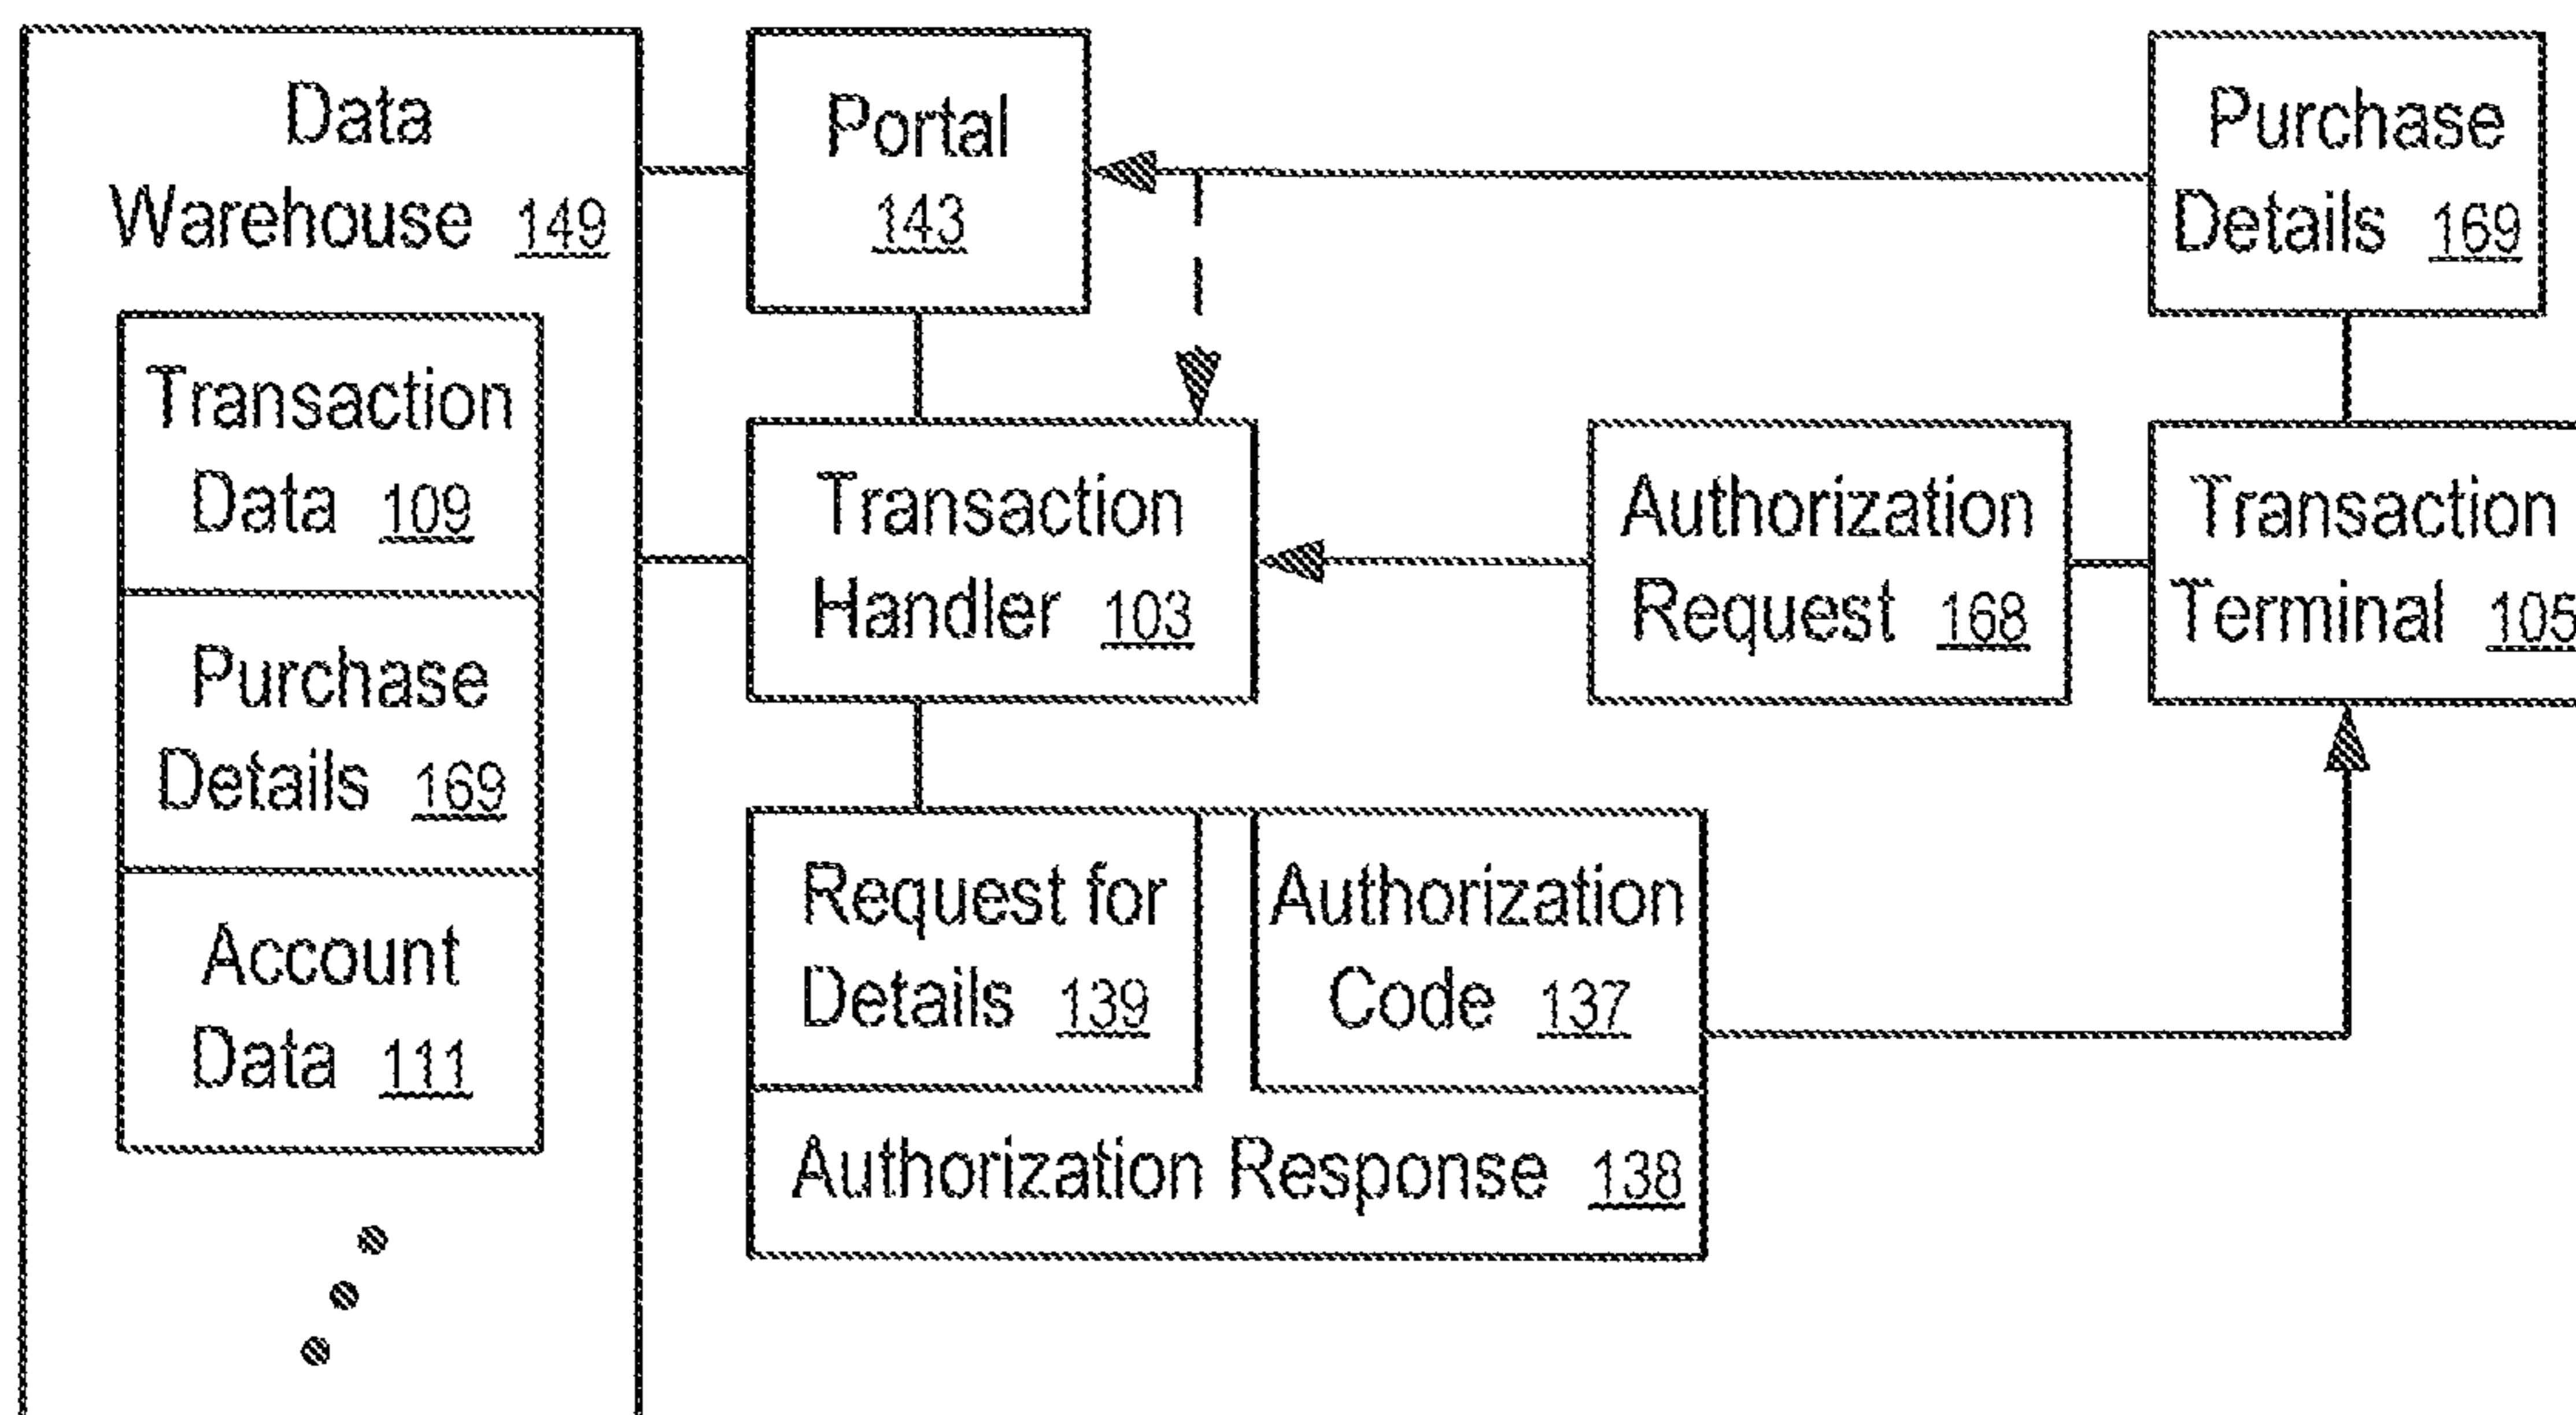 Data
Warehouse 149
Transaction
Data 109
Purchase
Details 169
Account
Data 111
Portal
143
Purchase
Details 169
Transaction
Handler 103
Authorization
Request 168
Transaction
Terminal 105
Request for
Details 139
Authorization
Code 137
Authorization Response 138